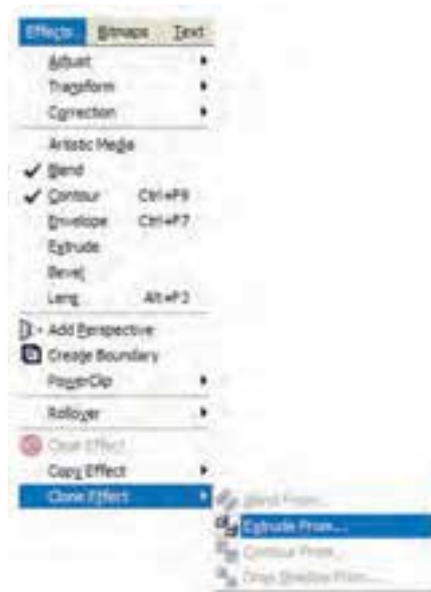 Effects Bitmaps Text
Adjust
Transform
Correction
Artistic Media
Blend
Contour Ctrl+F9
Envelope Ctrl+F7
Extrude
Bevel
Lens Alt+F3
Add Perspective
Create Boundary
PowerClip
Rollover
Clear Effect
Copy Effect
Clone Effect
Blend From...
Extrude From...
Contour From...
Drop Shadow From...